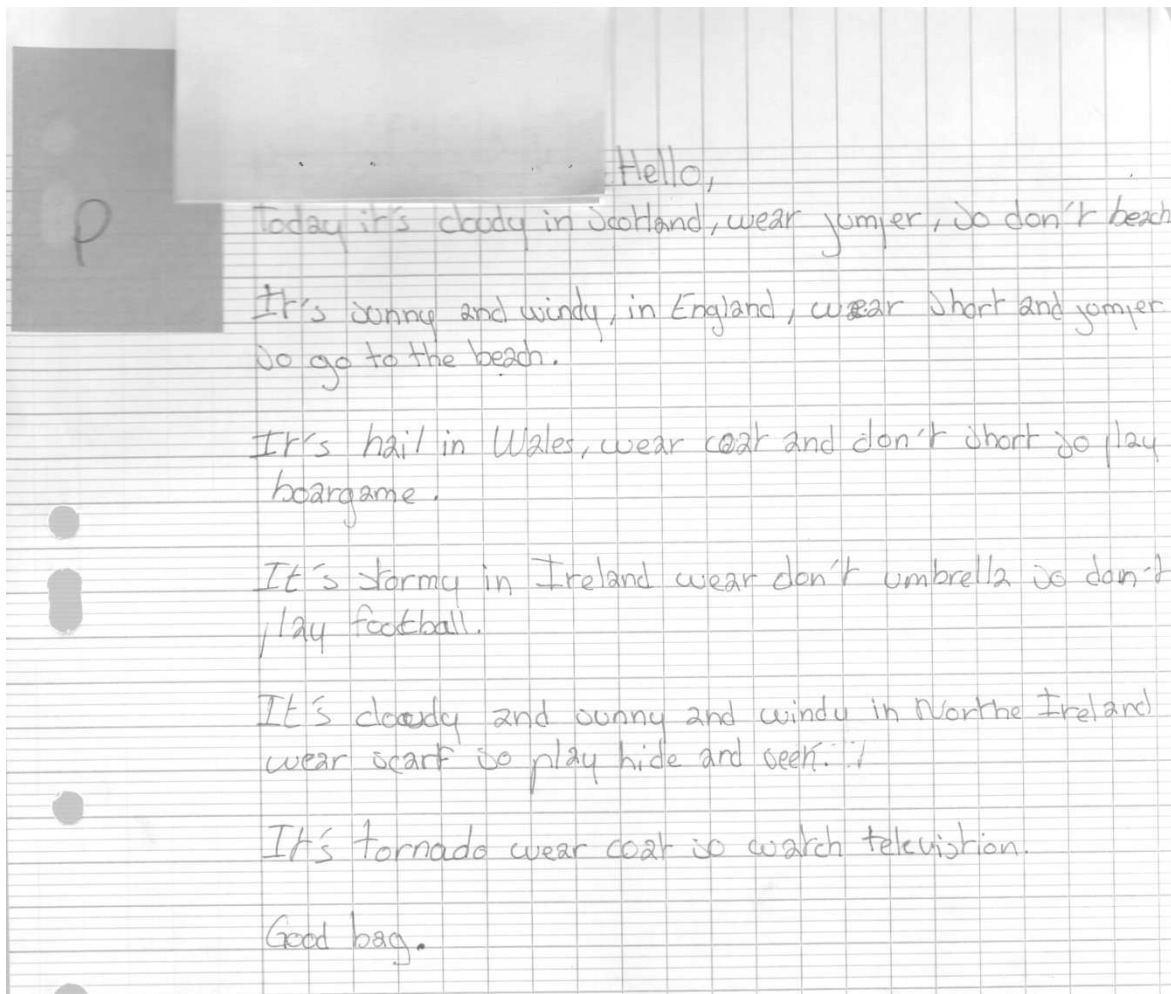 Hello,
P
Today it's cloody in Scotland, wear jumper, so don't beach
It's sunny and windy, in England, wear short and jomper
so go to the beach.
It's hail in Wales, wear coat and don't short so play
boargame.
It's stormy in Ireland wear don't umbrella so don't
play football.
It's cloudy and sunny and windy in Northe Ireland
wear scarf so play hide and seek.
It's tornado wear coat so watch televistion.
Good bag.